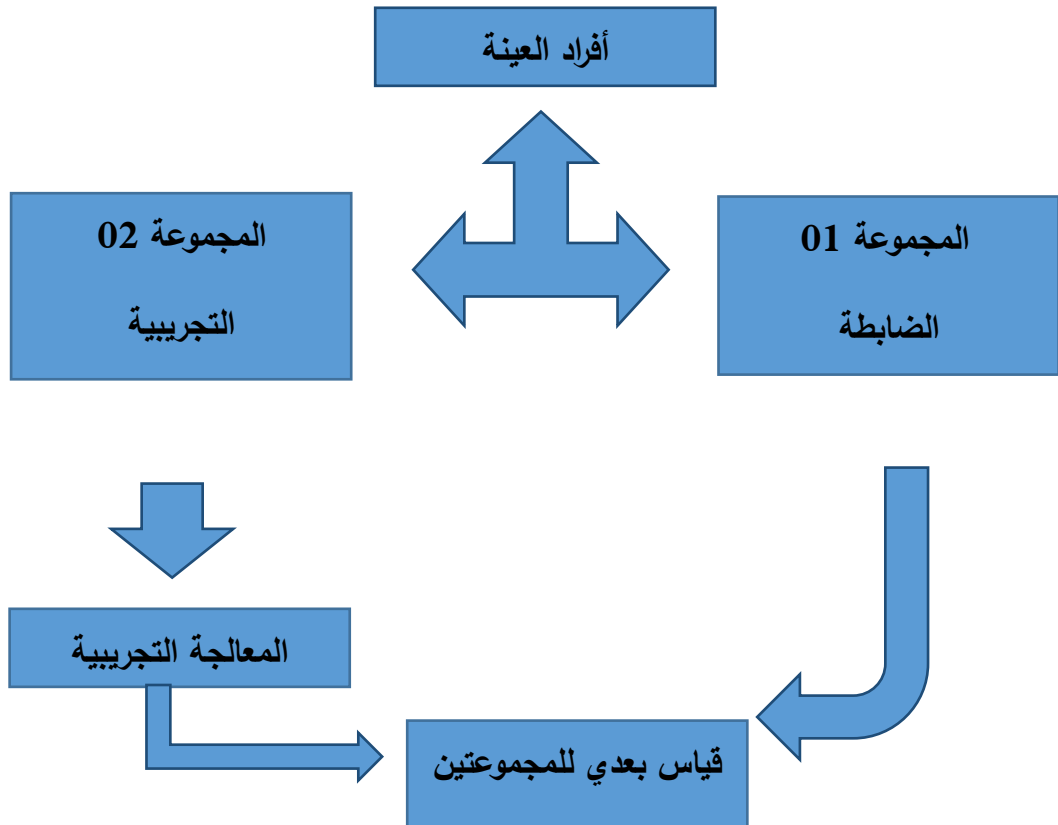 أفراد العينة
المجموعة 01
الضابطة
المجموعة 02
التجريبية
المعالجة التجريبية
قياس بعدي للمجموعتين